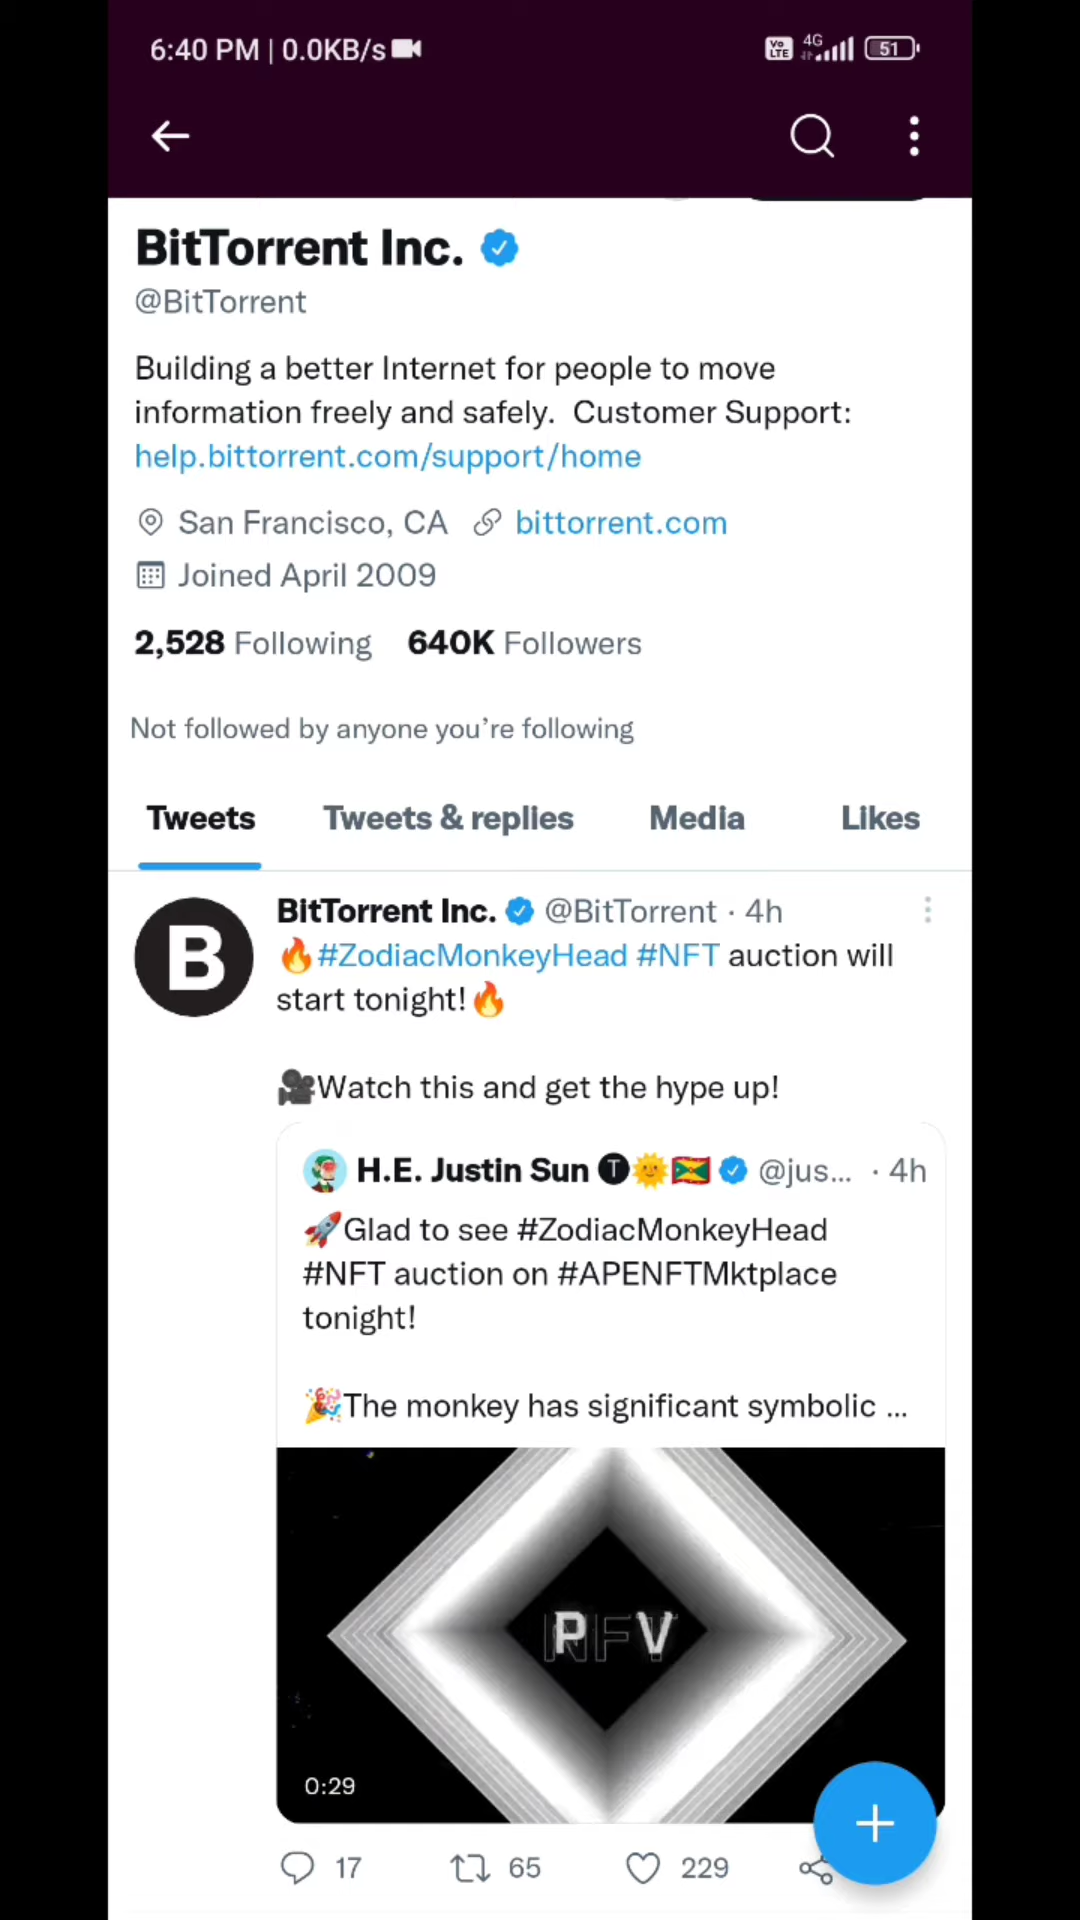 6:40 PM | 0.0KB/s Vo LTE 4G 51
BitTorrent Inc.
@BitTorrent
Building a better Internet for people to move
information freely and safely.  Customer Support:
help.bittorrent.com/support/home
San Francisco, CA bittorrent.com
Joined April 2009
2,528 Following 640K Followers
Not followed by anyone you’re following
Tweets Tweets & replies Media Likes
B
BitTorrent Inc. @BitTorrent · 4h
🔥#ZodiacMonkeyHead #NFT auction will
start tonight!🔥
🎥Watch this and get the hype up!
H.E. Justin Sun 🅣🌞🇬🇩 @jus... · 4h
🚀Glad to see #ZodiacMonkeyHead
#NFT auction on #APENFTMktplace
tonight!
🎉The monkey has significant symbolic ...
0:29
17 65 229